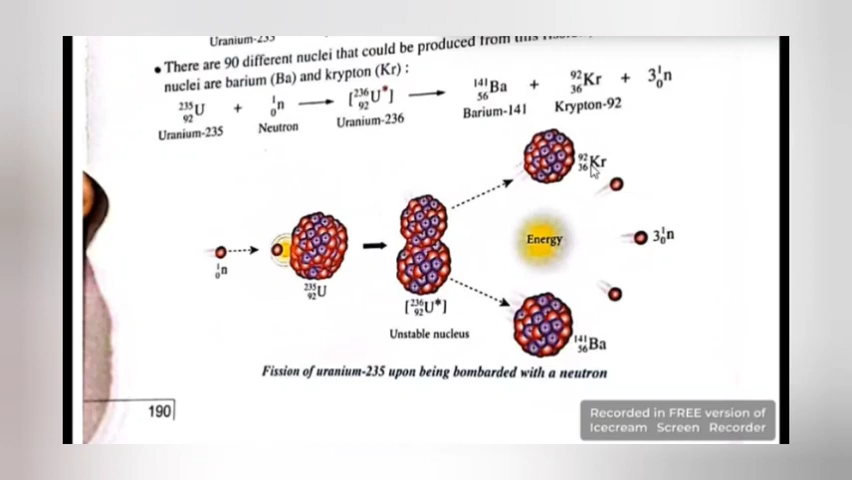 Uranium-235
• There are 90 different nuclei that could be produced from this
nuclei are barium (Ba) and krypton (Kr) :
²³⁵₉₂U + ¹₀n ⟶ [²³⁶₉₂U*] ⟶ ¹⁴¹₅₆Ba + ⁹²₃₆Kr + 3¹₀n
Uranium-235 Neutron Uranium-236 Barium-141 Krypton-92
⁹²₃₆Kr
Energy
3¹₀n
¹₀n
²³⁵₉₂U
[²³⁶₉₂U*]
Unstable nucleus
¹⁴¹₅₆Ba
Fission of uranium-235 upon being bombarded with a neutron
190
Recorded in FREE version of
Icecream Screen Recorder